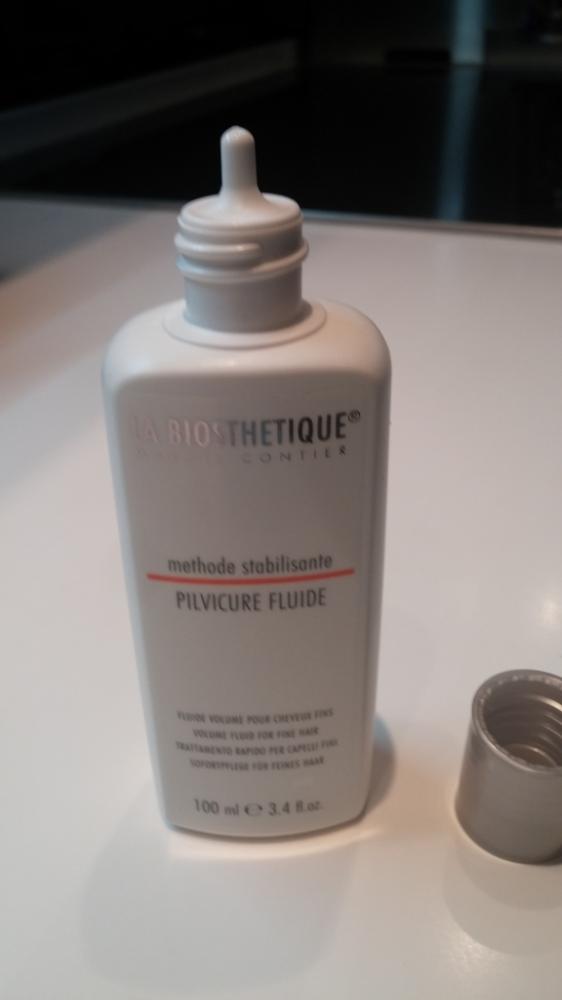 LA BIOSTHETIQUE®
CONTIER
methode stabilisante
PILVICURE FLUIDE
FLUIDE VOLUME POUR CHEVEUX FINS
VOLUME FLUID FOR FINE HAIR
TRATTAMENTO RAPIDO PER CAPELLI FINI
SOFORTPFLEGE FÜR FEINES HAAR
100 ml ℮ 3.4 fl.oz.